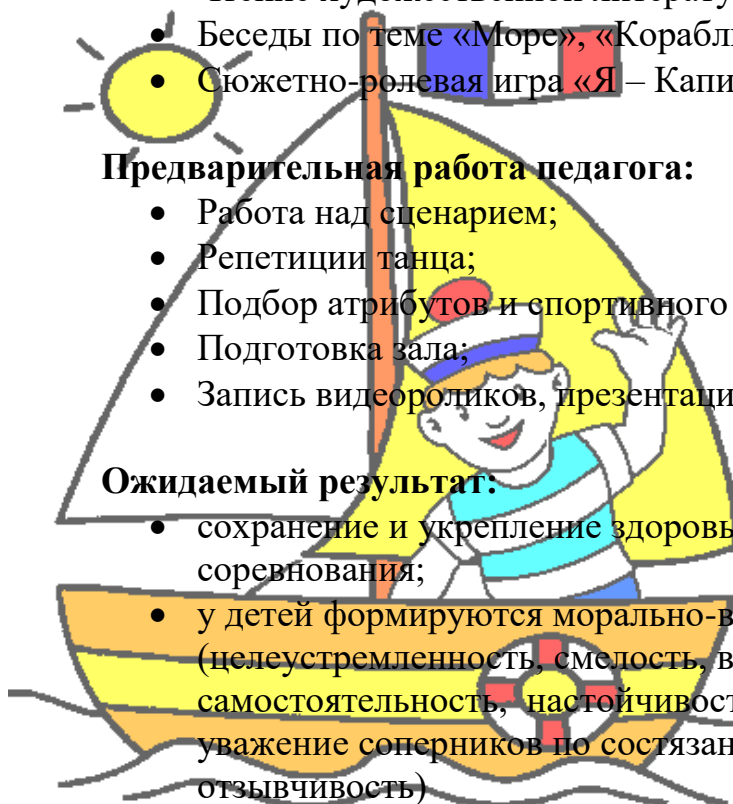 художественной
Беседы по теме «Море», «Корабл
Сюжетно-ролевая игра «Я – Капи
Предварительная работа педагога:
Работа над сценарием;
Репетиции танца;
Подбор атрибутов и спортивного
Подготовка зала;
Запись видеороликов, презентаци
Ожидаемый результат:
сохранение и укрепление здоровь
соревнования;
у детей формируются морально-в
(целеустремленность, смелость, в
самостоятельность, настойчивост
уважение соперников по состязан
отзывчивость)